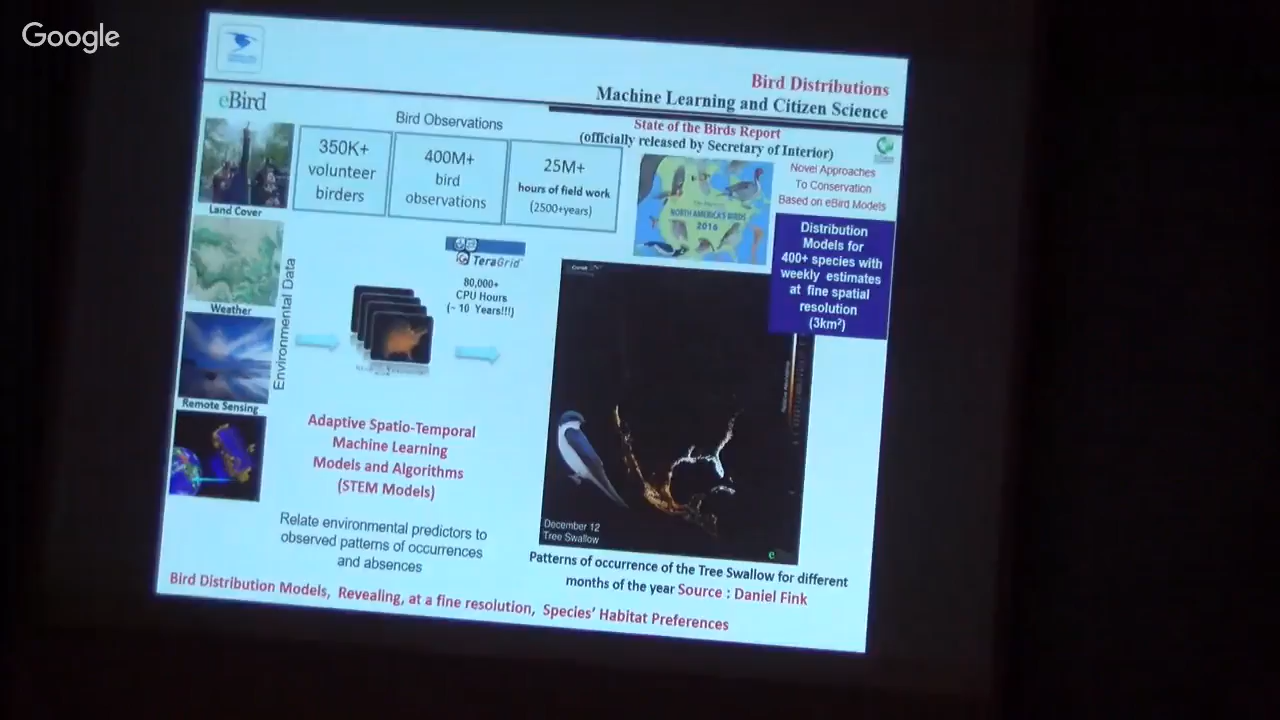 Google
Bird Distributions
Machine Learning and Citizen Science
eBird
Bird Observations
350K+
volunteer
birders
400M+
bird
observations
25M+
hours of field work
(2500+years)
State of the Birds Report
(officially released by Secretary of Interior)
NORTH AMERICA'S BIRDS
2016
Novel Approaches
To Conservation
Based on eBird Models
Distribution
Models for
400+ species with
weekly estimates
at fine spatial
resolution
(3km²)
Land Cover
Weather
Remote Sensing
Environmental Data
TeraGrid
80,000+
CPU Hours
(~ 10 Years!!!)
Adaptive Spatio-Temporal
Machine Learning
Models and Algorithms
(STEM Models)
Relate environmental predictors to
observed patterns of occurrences
and absences
December 12
Tree Swallow
e
Patterns of occurrence of the Tree Swallow for different
months of the year Source : Daniel Fink
Bird Distribution Models, Revealing, at a fine resolution, Species' Habitat Preferences